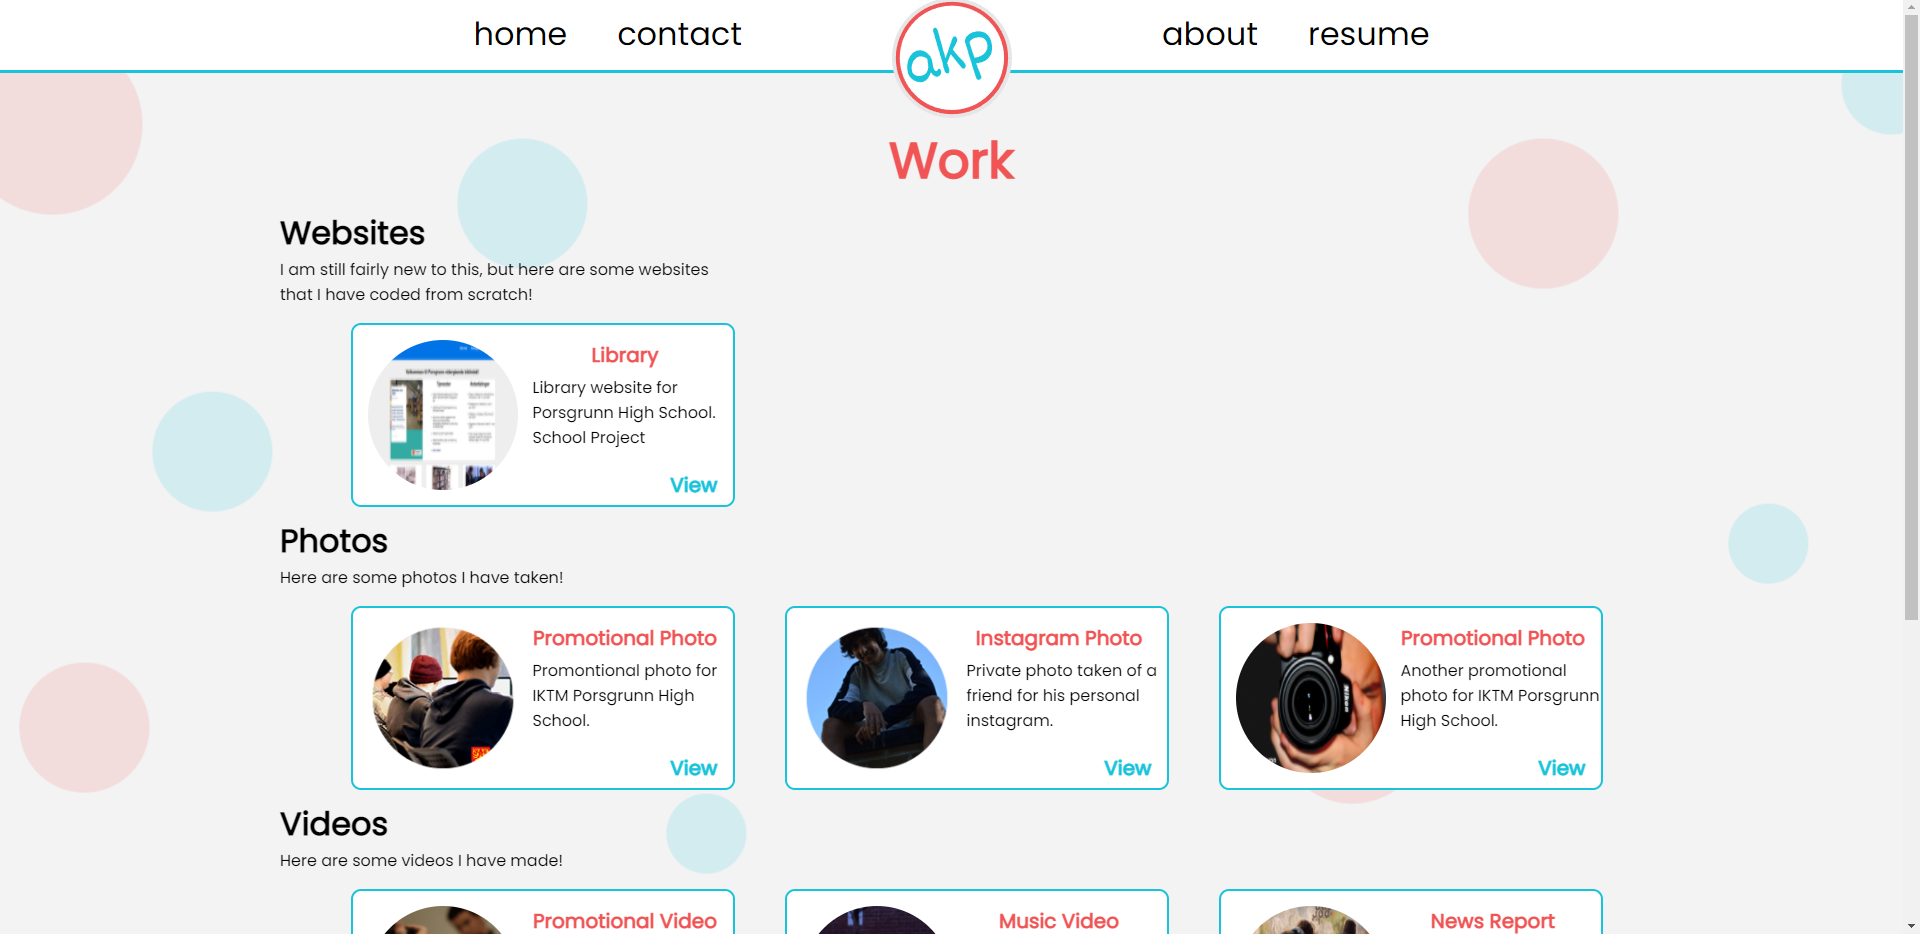 home contact akp about resume
Work
Websites
I am still fairly new to this, but here are some websites
that I have coded from scratch!
Library
Library website for
Porsgrunn High School.
School Project
View
Photos
Here are some photos I have taken!
Promotional Photo
Promontional photo for
IKTM Porsgrunn High
School.
View
Instagram Photo
Private photo taken of a
friend for his personal
instagram.
View
Promotional Photo
Another promotional
photo for IKTM Porsgrunn
High School.
View
Videos
Here are some videos I have made!
Promotional Video
Music Video
News Report